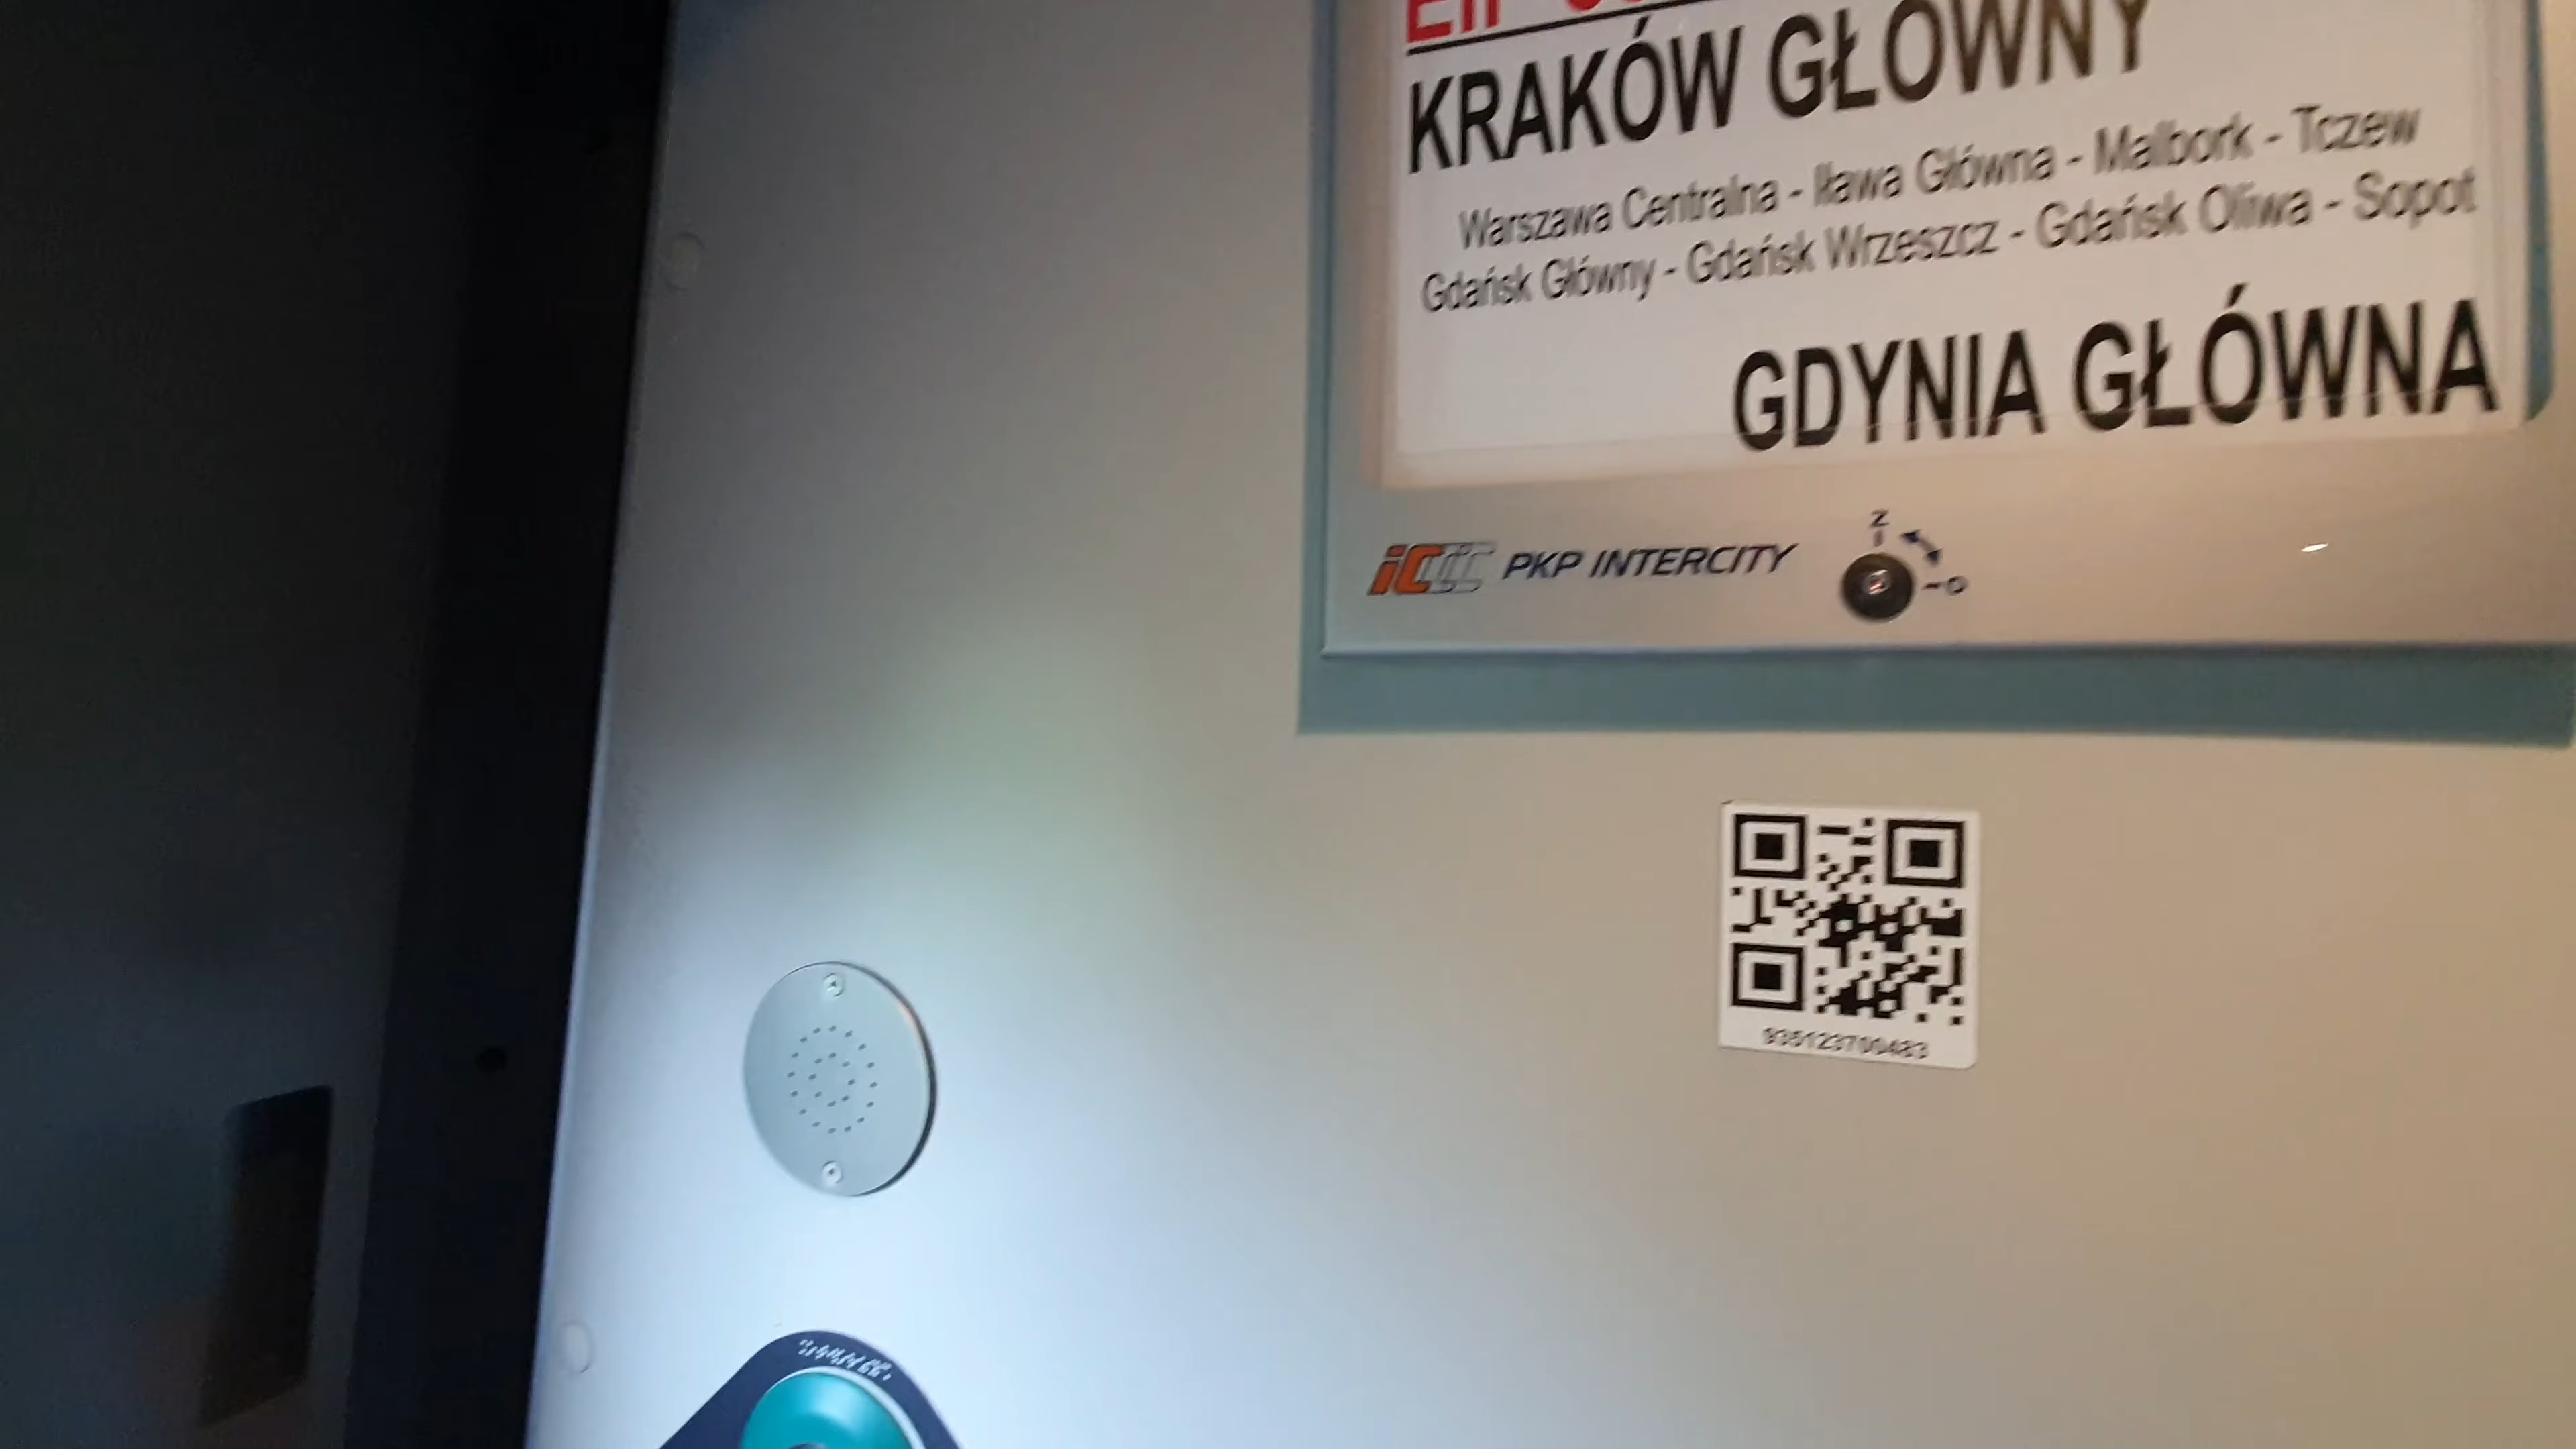 KRAKÓW GŁÓWNY
Warszawa Centralna - Iława Główna - Malbork - Tczew
Gdańsk Główny - Gdańsk Wrzeszcz - Gdańsk Oliwa - Sopot
GDYNIA GŁÓWNA
Z
O
PKP INTERCITY
935123700483